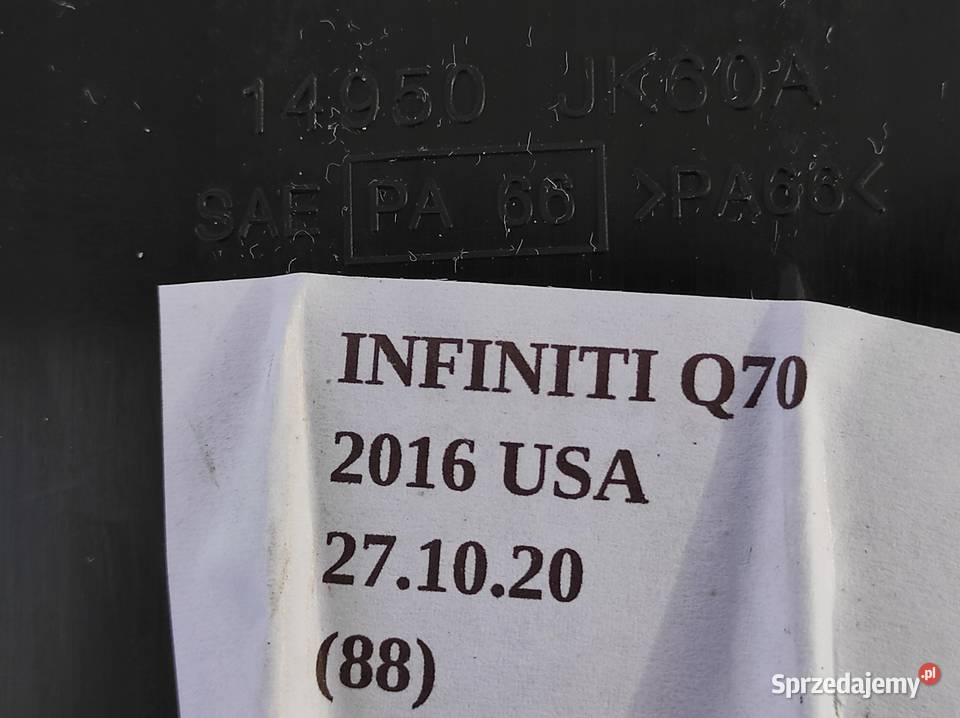 14950 JK60A
SAE PA 66 >PA66<
INFINITI Q70
2016 USA
27.10.20
(88)
Sprzedajemy.pl